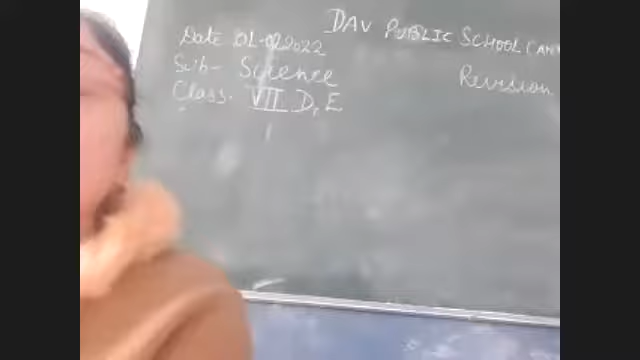 DAV PUBLIC SCHOOL
Date 01-02-2022
Sub- Science
Revision
Class. VII D, E